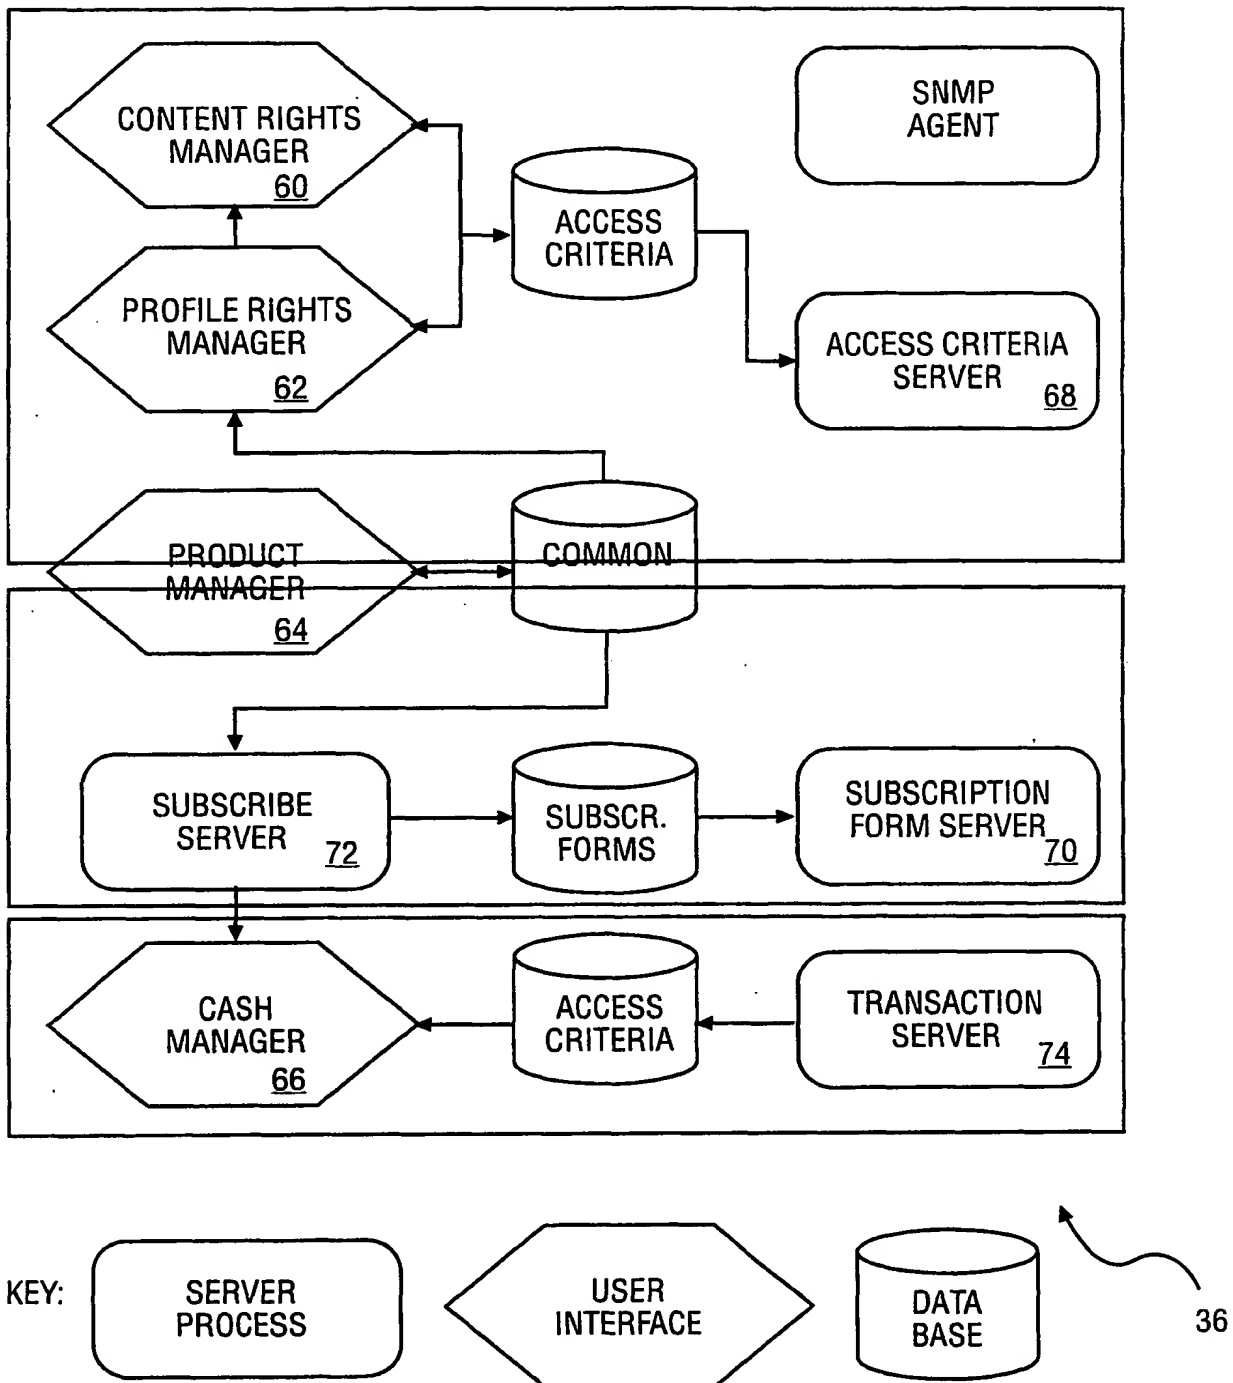 CONTENT RIGHTS
MANAGER
60
SNMP
AGENT
ACCESS
CRITERIA
PROFILE RIGHTS
MANAGER
62
ACCESS CRITERIA
SERVER
68
PRODUCT
MANAGER
64
COMMON
SUBSCRIBE
SERVER
72
SUBSCR.
FORMS
SUBSCRIPTION
FORM SERVER
70
CASH
MANAGER
66
ACCESS
CRITERIA
TRANSACTION
SERVER
74
KEY:
SERVER
PROCESS
USER
INTERFACE
DATA
BASE
36